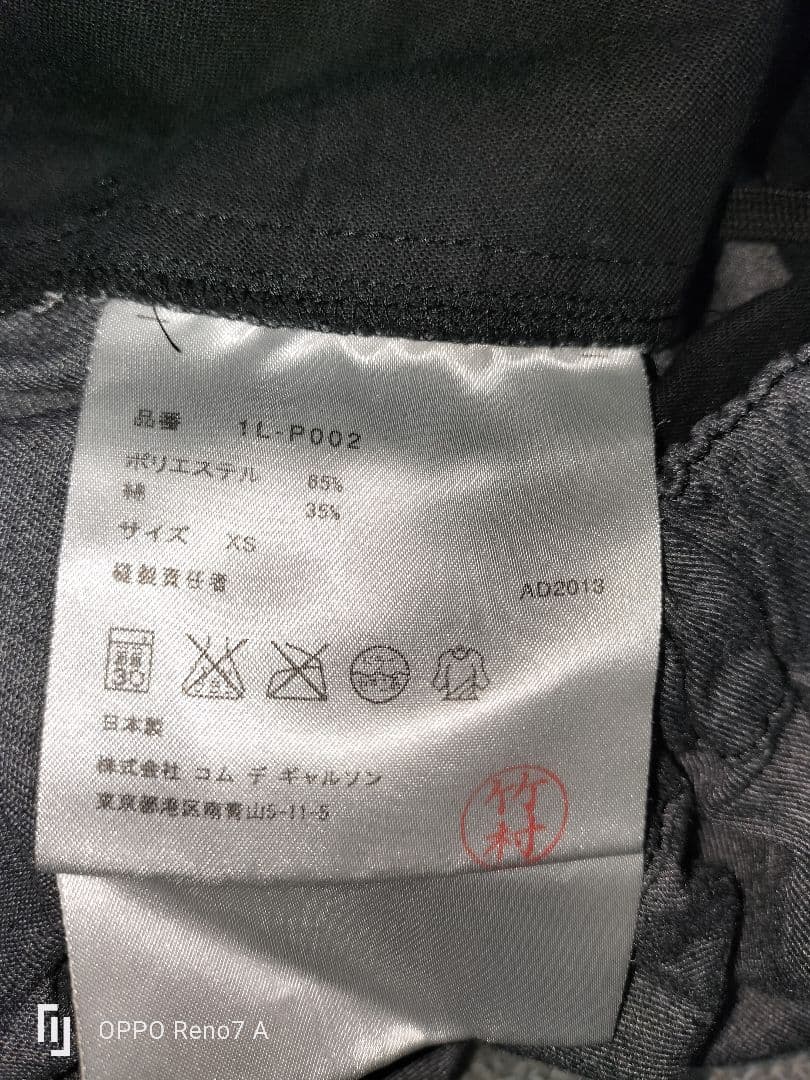 品番 1L-P002
ポリエステル 65%
綿 35%
サイズ XS
縫製責任者
AD2013
30
日本製
株式会社 コム デ ギャルソン
東京都港区南青山5-11-5
竹村
OPPO Reno7 A